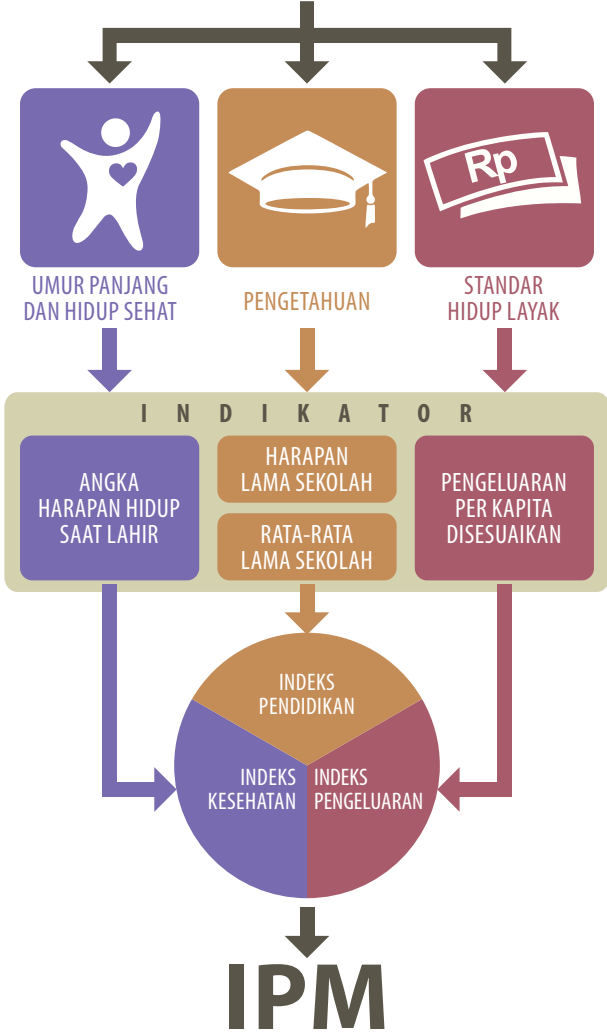 Rp
UMUR PANJANG
DAN HIDUP SEHAT
PENGETAHUAN
STANDAR
HIDUP LAYAK
INDIKATOR
ANGKA
HARAPAN HIDUP
SAAT LAHIR
HARAPAN
LAMA SEKOLAH
RATA-RATA
LAMA SEKOLAH
PENGELUARAN
PER KAPITA
DISESUAIKAN
INDEKS
PENDIDIKAN
INDEKS
KESEHATAN
INDEKS
PENGELUARAN
IPM